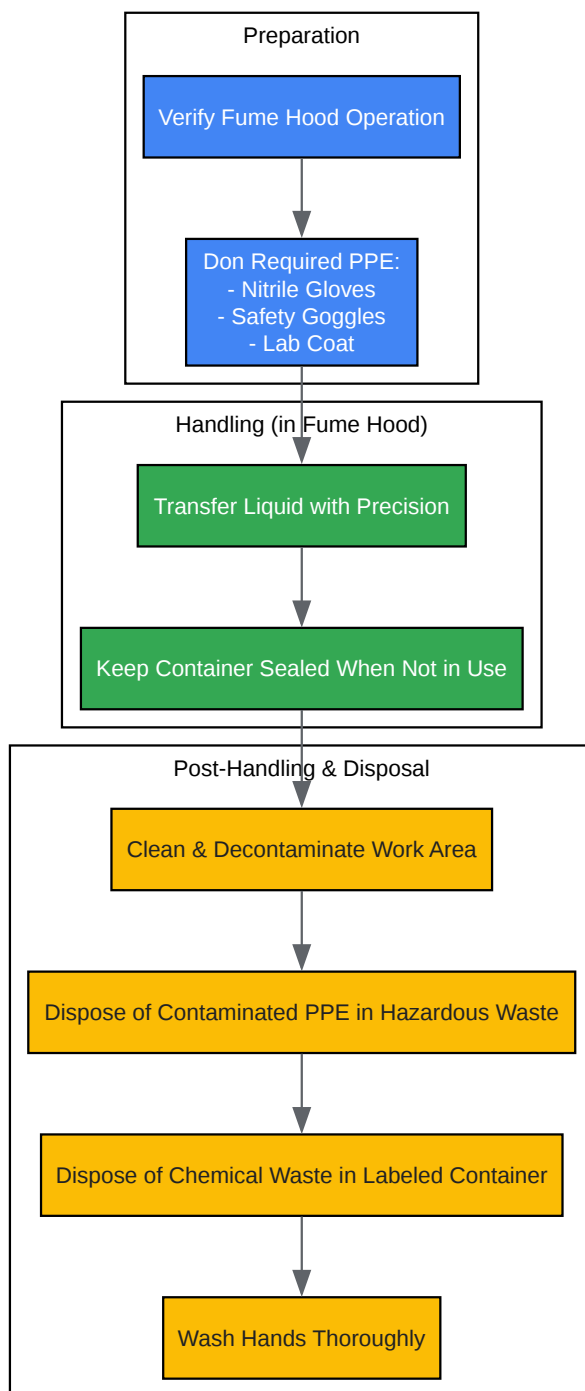 Preparation
Verify Fume Hood Operation
Don Required PPE:
- Nitrile Gloves
- Safety Goggles
- Lab Coat
Handling (in Fume Hood)
Transfer Liquid with Precision
Keep Container Sealed When Not in Use
Post-Handling & Disposal
Clean & Decontaminate Work Area
Dispose of Contaminated PPE in Hazardous Waste
Dispose of Chemical Waste in Labeled Container
Wash Hands Thoroughly